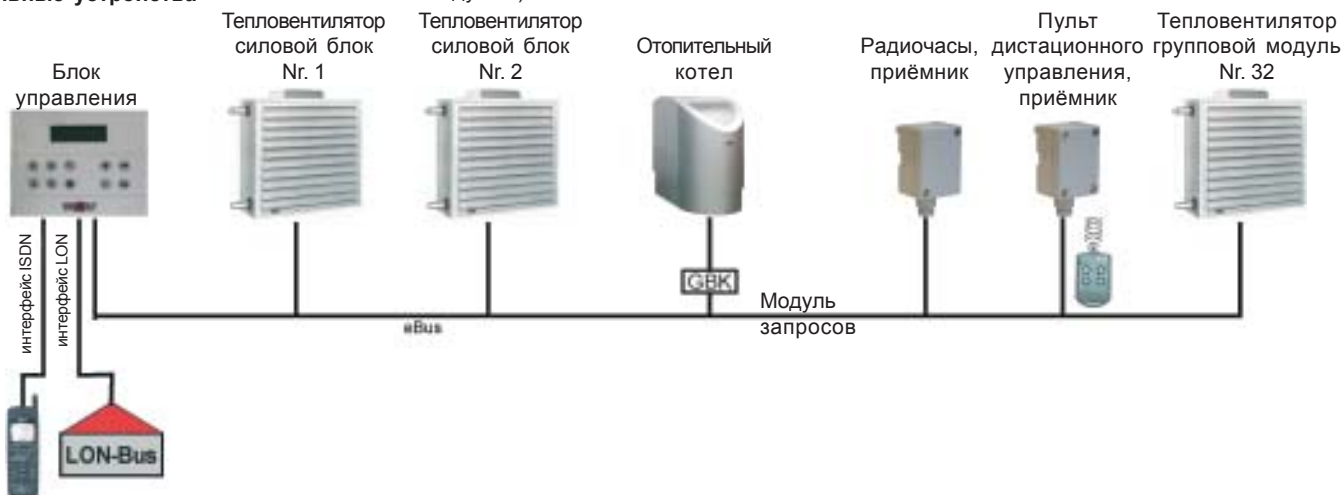 Тепловентилятор
силовой блок
Nr. 1
Тепловентилятор
силовой блок
Nr. 2
Отопительный
котел
Радиочасы,
приёмник
Пульт
дистационного
управления,
приёмник
Тепловентилятор
групповой модуль
Nr. 32
Блок
управления
интерфейс ISDN
интерфейс LON
eBus
GBK
Модуль
запросов
LON-Bus